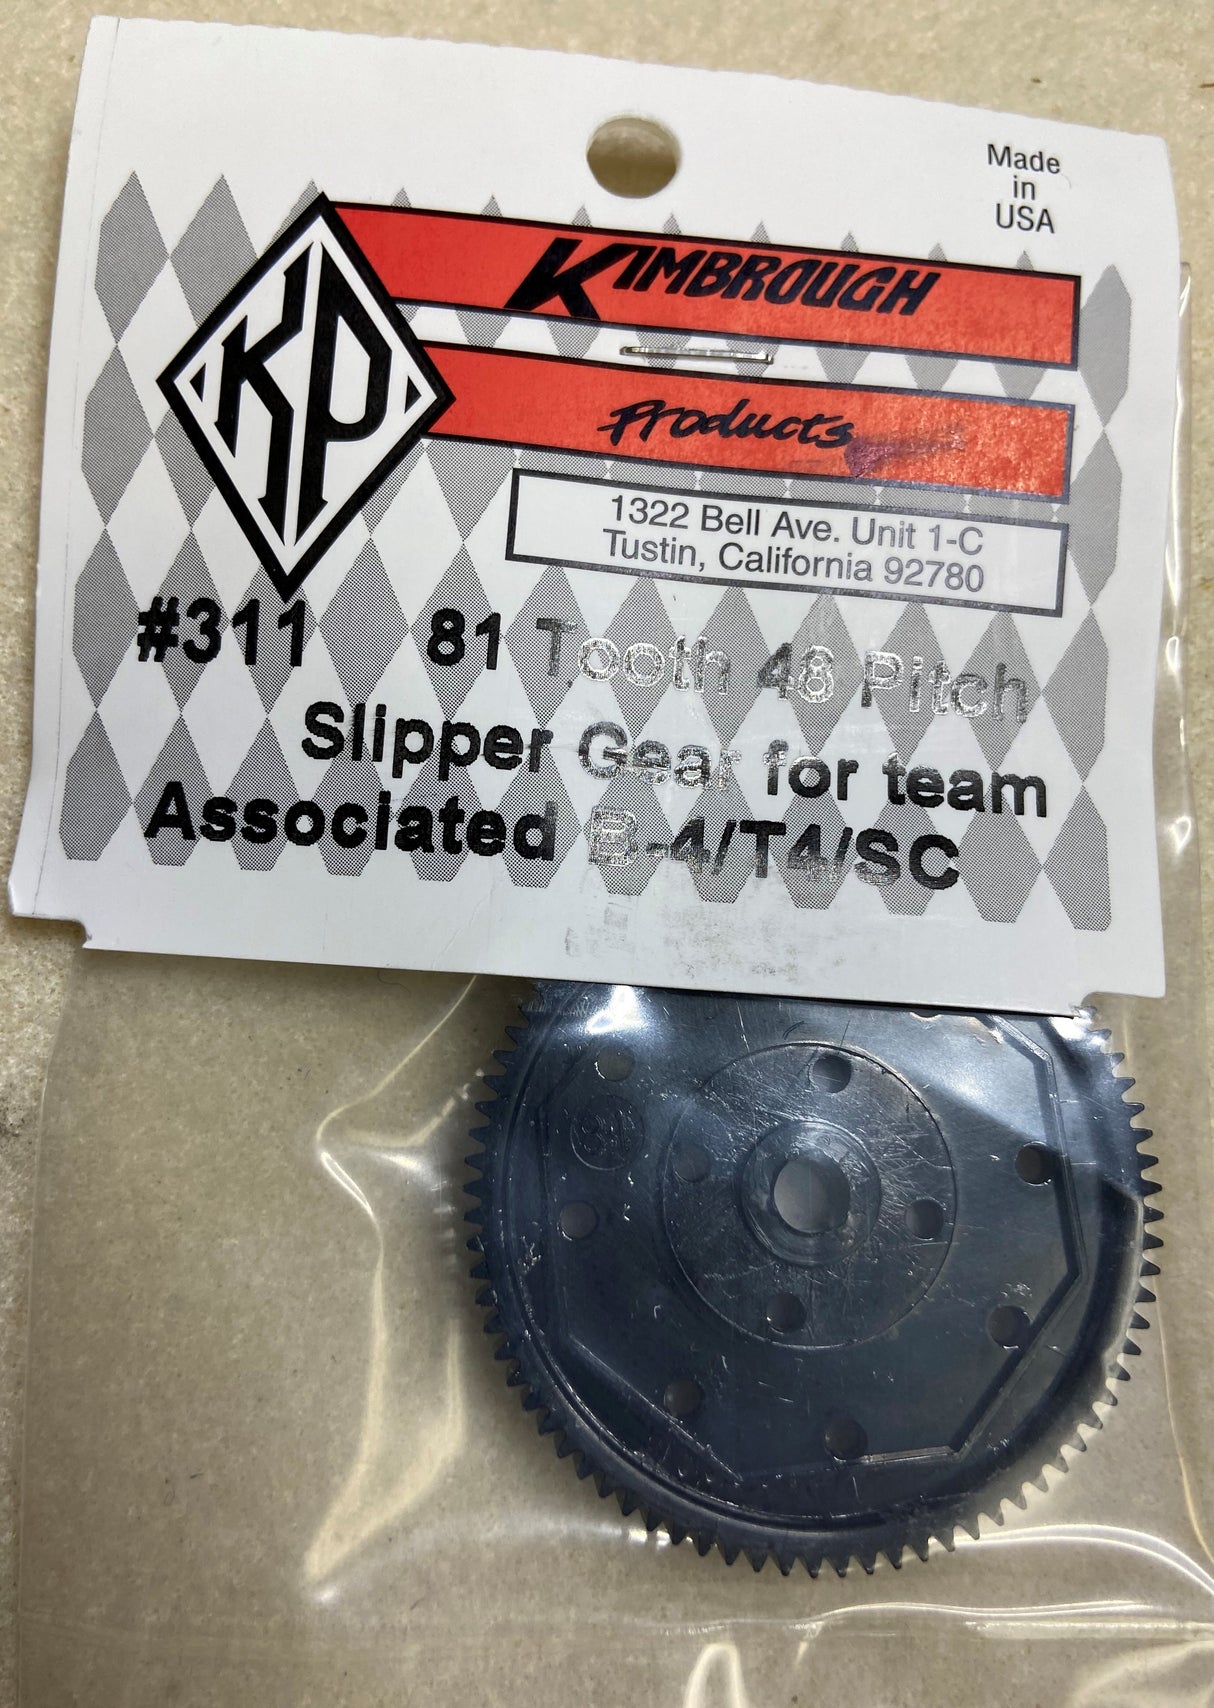 Made
in
USA
KP
KIMBROUGH
Products
1322 Bell Ave. Unit 1-C
Tustin, California 92780
#311 81 Tooth 48 Pitch
Slipper Gear for team
Associated B-4/T4/SC
81